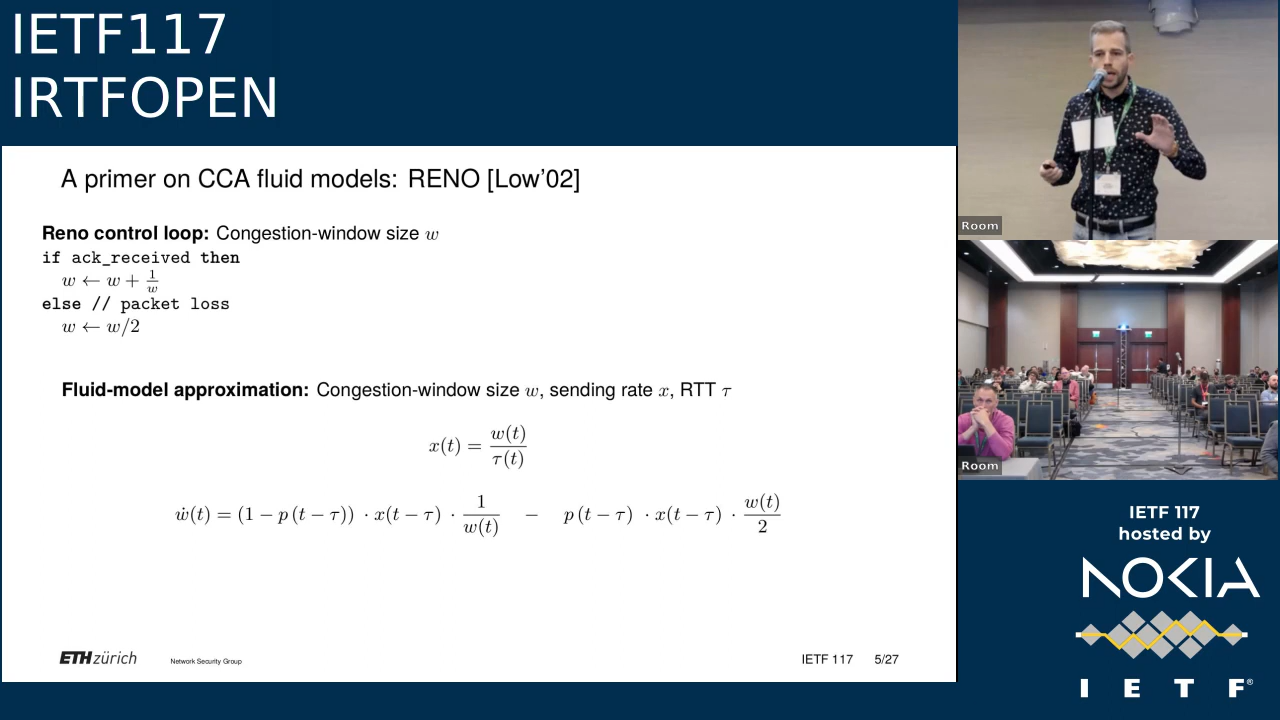 IETF117
IRTFOPEN
A primer on CCA fluid models: RENO [Low'02]
Reno control loop: Congestion-window size w
if ack_received then
w ← w + 1/w
else // packet loss
w ← w/2
Fluid-model approximation: Congestion-window size w, sending rate x, RTT τ
x(t) = w(t)/τ(t)
ẇ(t) = (1 − p (t − τ)) · x(t − τ) · 1/w(t) − p (t − τ) · x(t − τ) · w(t)/2
ETH zürich
Network Security Group
IETF 117 5/27
Room
Room
IETF 117
hosted by
NOKIA
I E T F®